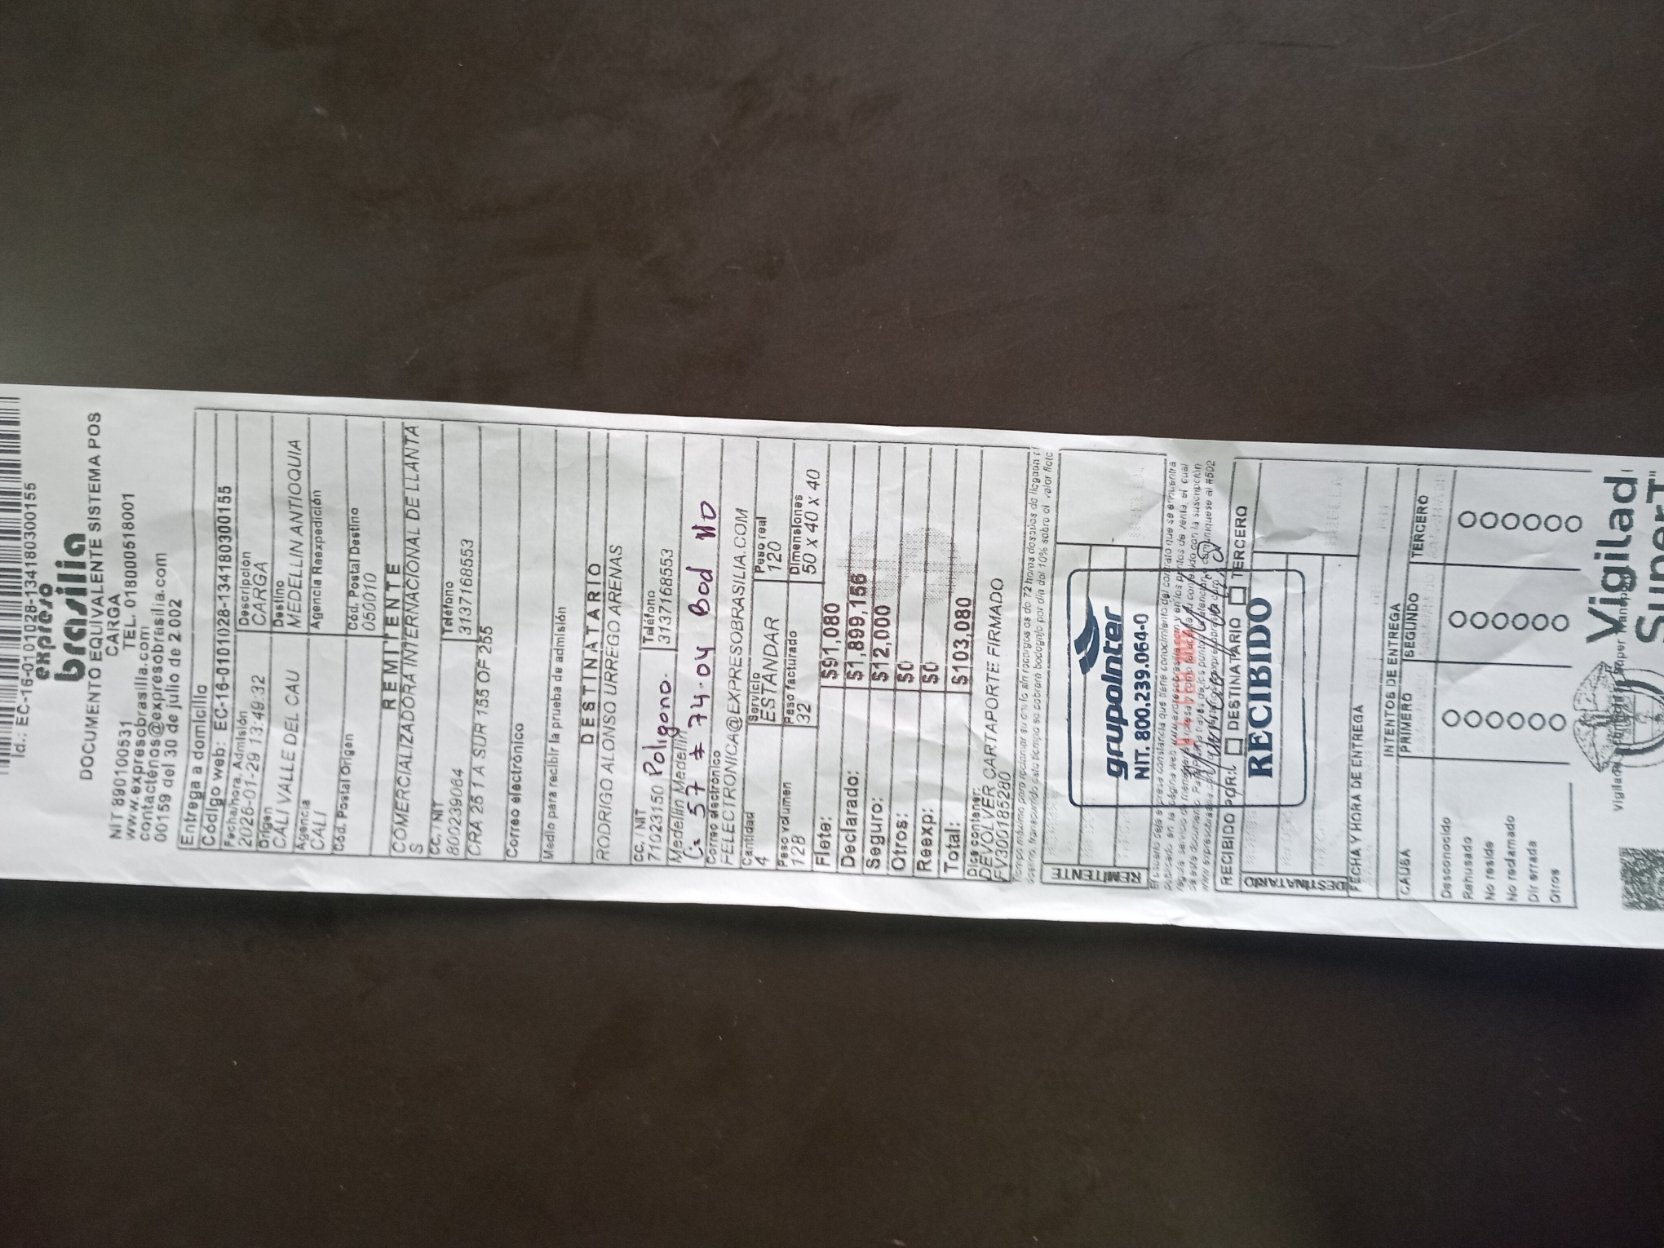 Id.: EC-16-0101028-134180300155
expreso
brasilia
DOCUMENTO EQUIVALENTE SISTEMA POS
CARGA
NIT 890100531 TEL. 018000518001
www.expresobrasilia.com
contactenos@expresobrasilia.com
00159 del 30 de julio de 2002
Entrega a domicilio
Código web: EC-16-0101028-134180300155
Fecha/hora. Admisión Descripción
2026-01-29 13:49:32 CARGA
Origen Destino
CALI VALLE DEL CAU MEDELLIN ANTIOQUIA
Agencia Agencia Reexpedición
CALI
Cód. Postal Origen Cód. Postal Destino
050010
REMITENTE
COMERCIALIZADORA INTERNACIONAL DE LLANTA
S
CC. / NIT Teléfono
800239064 3137168553
CRA 25 1 A SUR 155 OF 255
Correo electrónico
Medio para recibir la prueba de admisión
DESTINATARIO
RODRIGO ALONSO URREGO ARENAS
CC. / NIT Teléfono
71023150 Poligono. 3137168553
Medellin Medellin
57 # 74.04 Bod
Correo electrónico
FELECTRONICA@EXPRESOBRASILIA.COM
Cantidad Servicio Peso real
4 ESTANDAR 120
Peso volumen Peso facturado Dimensiones
128 32 50 x 40 x 40
Flete: $91,080
Declarado: $1,899,156
Seguro: $12,000
Otros: $0
Reexp: $0
Total: $103,080
Dice contener:
DEVOLVER CARTAPORTE FIRMADO
FV300185280
REMITENTE
grupointer
NIT. 800.239.064-0
RECIBIDO POR: DESTINATARIO TERCERO
RECIBIDO
DESTINATARIO
FECHA Y HORA DE ENTREGA
INTENTOS DE ENTREGA
CAUSA PRIMERO SEGUNDO TERCERO
Desconocido
Rehusado
No reside
No reclamado
Dir errada
Otros
Vigilad
SuperT